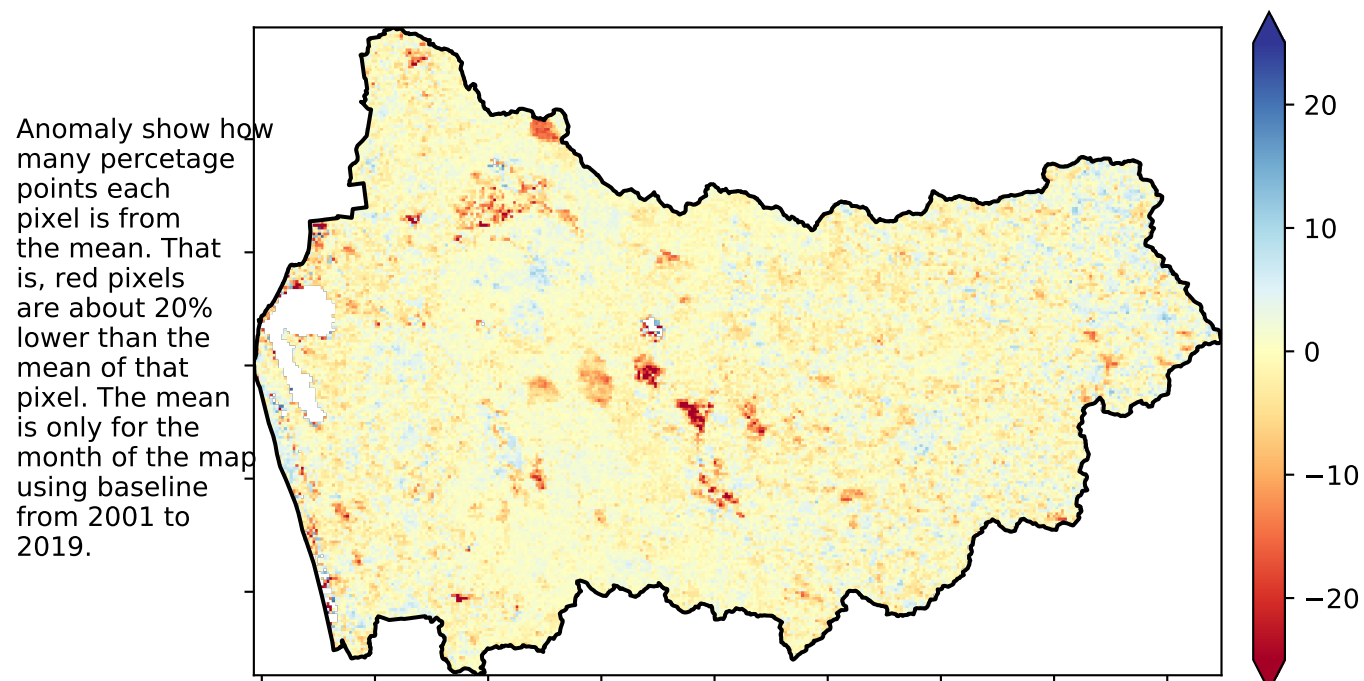 Anomaly show how
many percetage
points each
pixel is from
the mean. That
is, red pixels
are about 20%
lower than the
mean of that
pixel. The mean
is only for the
month of the map
using baseline
from 2001 to
2019.
20
10
0
−10
−20